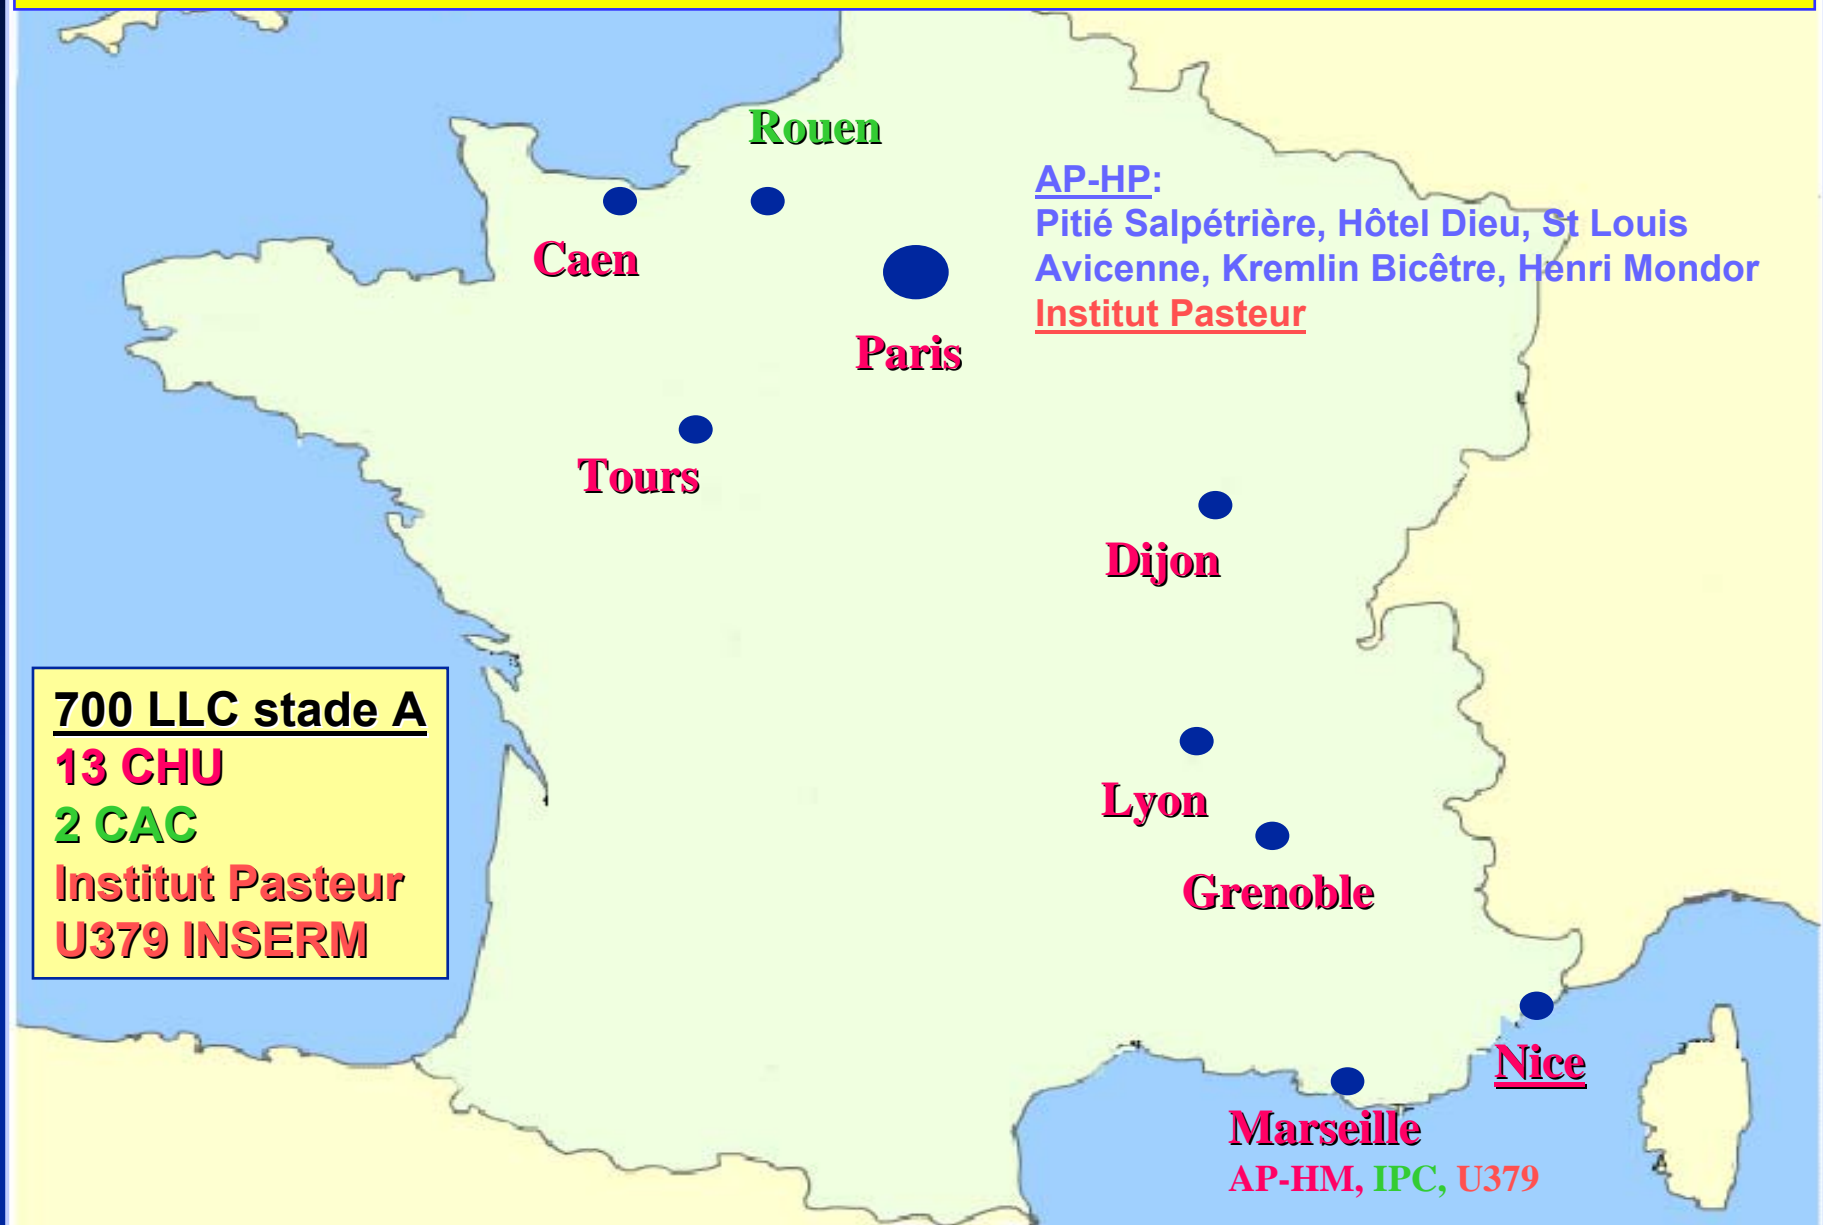 Rouen
AP-HP:
Pitié Salpétrière, Hôtel Dieu, St Louis
Avicenne, Kremlin Bicêtre, Henri Mondor
Institut Pasteur
Caen
Paris
Tours
Dijon
700 LLC stade A
13 CHU
2 CAC
Institut Pasteur
U379 INSERM
Lyon
Grenoble
Nice
Marseille
AP-HM, IPC, U379